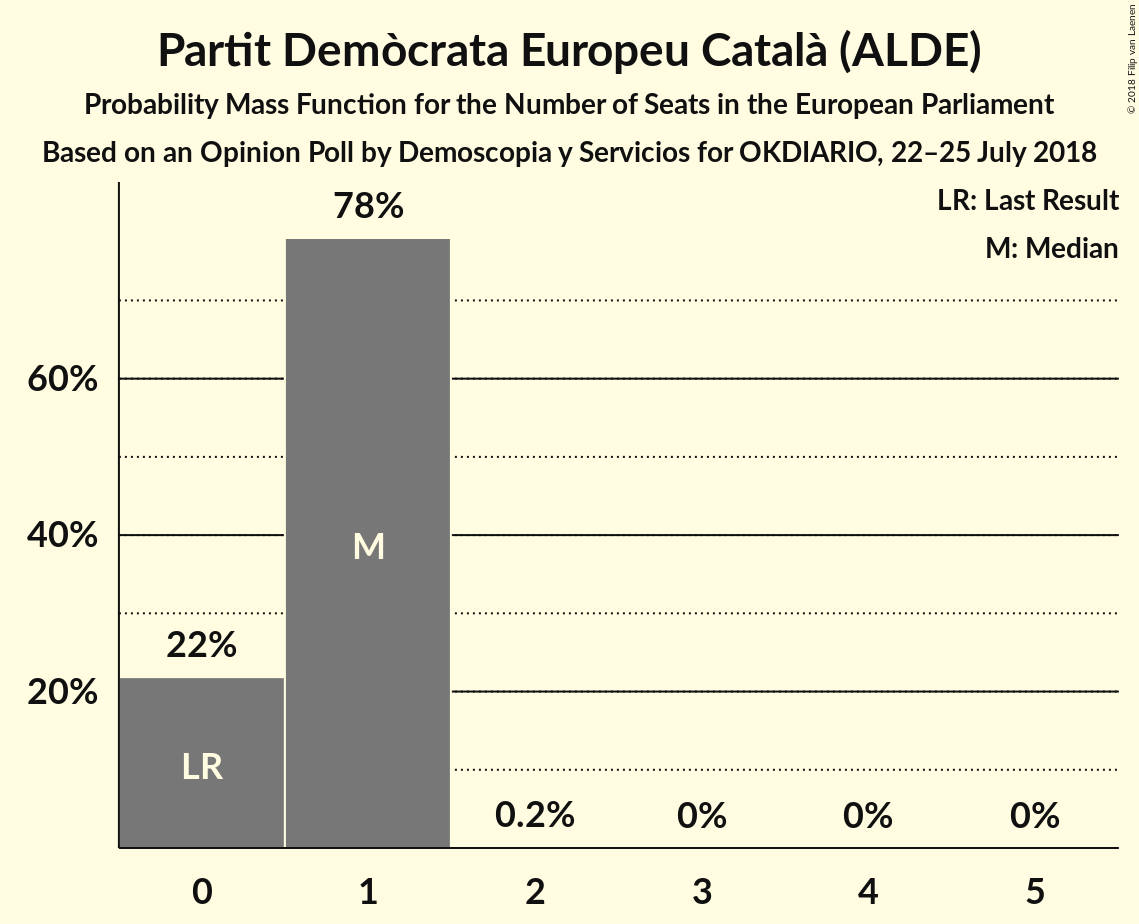 Partit Demòcrata Europeu Català (ALDE)
Probability Mass Function for the Number of Seats in the European Parliament
Based on an Opinion Poll by Demoscopia y Servicios for OKDIARIO, 22–25 July 2018
© 2018 Filip van Laenen
LR: Last Result
M: Median
78%
60%
40%
20%
22%
M
LR
0.2%
0%
0%
0%
0
1
2
3
4
5